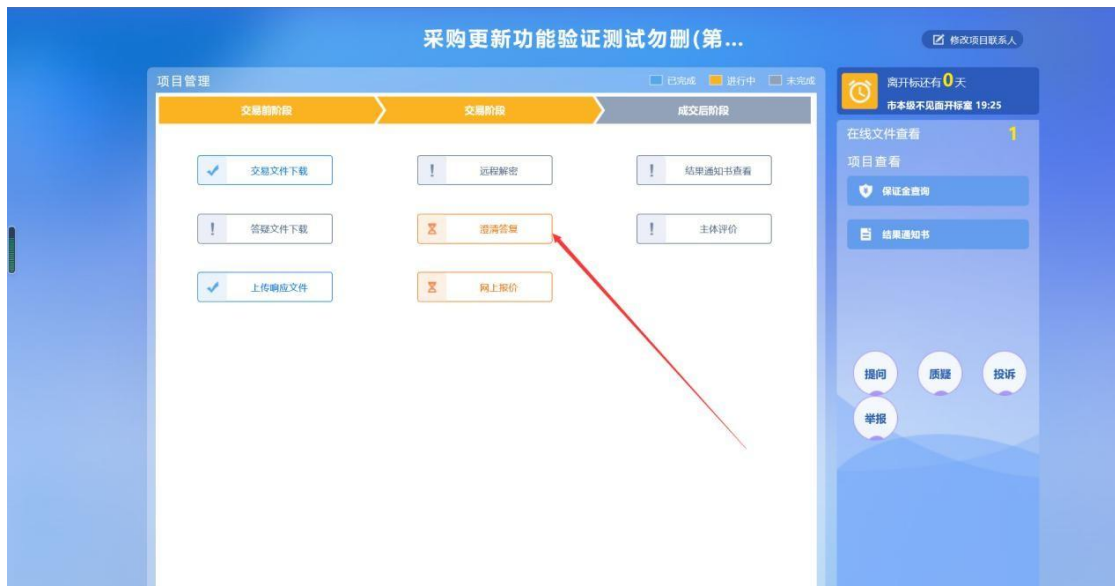 采购更新功能验证测试勿删(第...
修改项目联系人
项目管理
已完成 进行中 未完成
交易前阶段 交易阶段 成交后阶段
交易文件下载 远程解密 结果通知书查看
答疑文件下载 澄清答复 主体评价
上传响应文件 网上报价
离开标还有0天
市本级不见面开标室 19:25
在线文件查看 1
项目查看
保证金查询
结果通知书
提问 质疑 投诉
举报